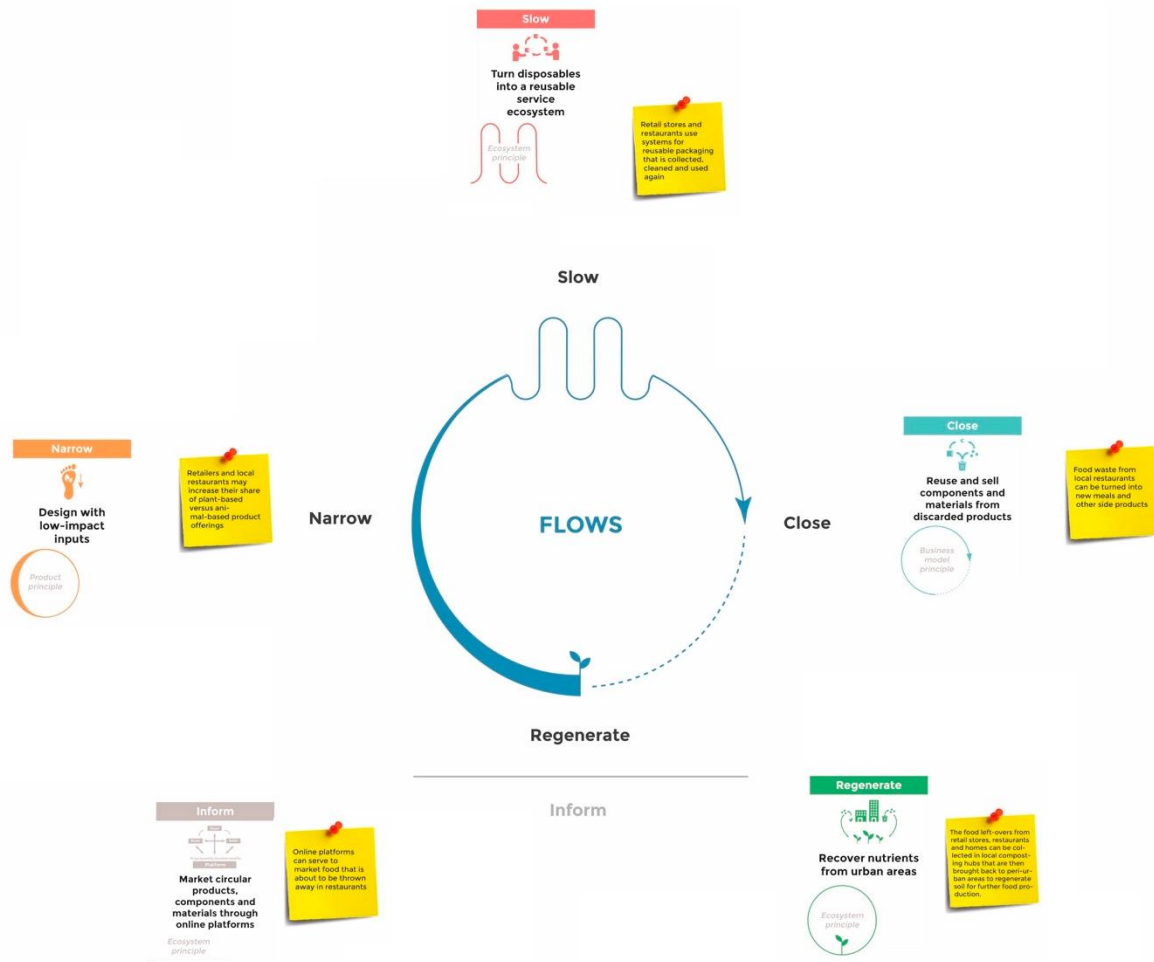 Slow
Turn disposables
into a reusable
service
ecosystem
Ecosystem
principle
Retail stores and
restaurants use
systems for
reusable packaging
that is collected,
cleaned and used
again
Slow
Narrow
Design with
low-impact
inputs
Product
principle
Retailers and local
restaurants may
increase their share
of plant-based
versus ani-
mal-based product
offerings
Narrow
FLOWS
Close
Close
Reuse and sell
components and
materials from
discarded products
Business
model
principle
Food waste from
local restaurants
can be turned into
new meals and
other side products
Regenerate
Inform
Inform
Platform
Market circular
products,
components and
materials through
online platforms
Ecosystem
principle
Online platforms
can serve to
market food that is
about to be thrown
away in restaurants
Regenerate
Recover nutrients
from urban areas
Ecosystem
principle
The food left-overs from
retail stores, restaurants
and homes can be col-
lected in local compost-
ing hubs that are then
brought back to peri-ur-
ban areas to regenerate
soil for further food pro-
duction.